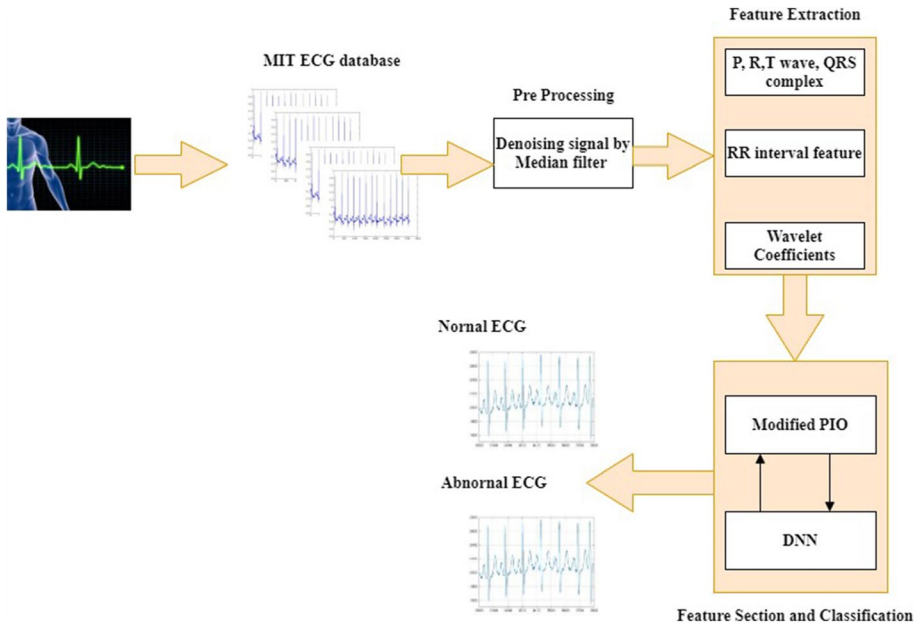 Feature Extraction
MIT ECG database
P, R,T wave, QRS
complex
Pre Processing
Denoising signal by
Median filter
RR interval feature
Wavelet
Coefficients
Nornal ECG
Modified PIO
Abnornal ECG
DNN
Feature Section and Classification